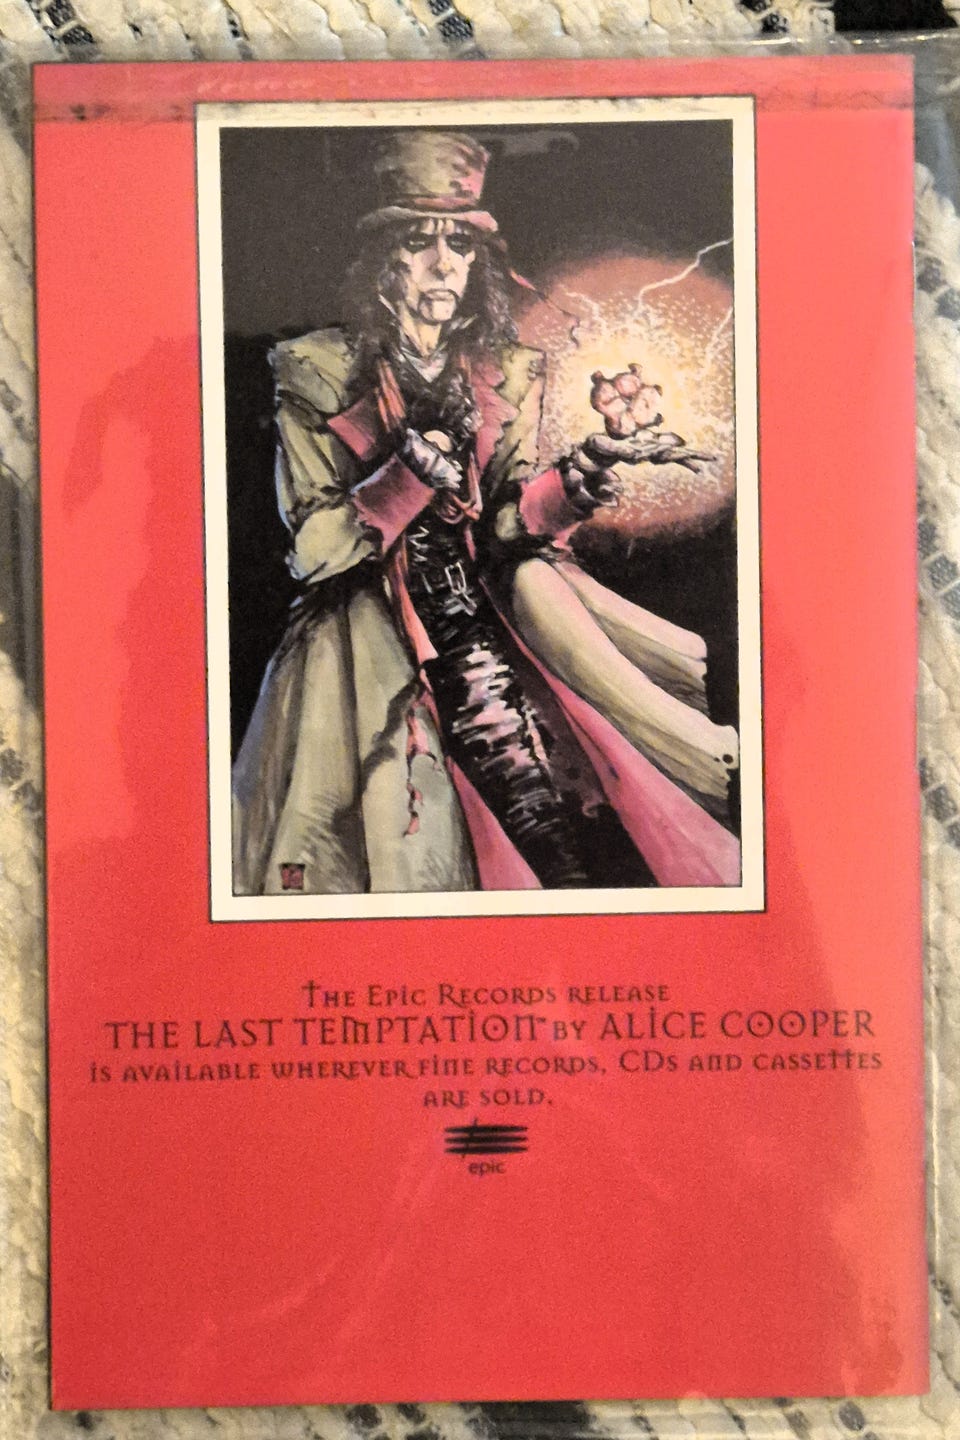 THE EPIC RECORDS RELEASE
THE LAST TEMPTATION BY ALICE COOPER
IS AVAILABLE WHEREVER FINE RECORDS, CDs AND CASSETTES
ARE SOLD.
epic